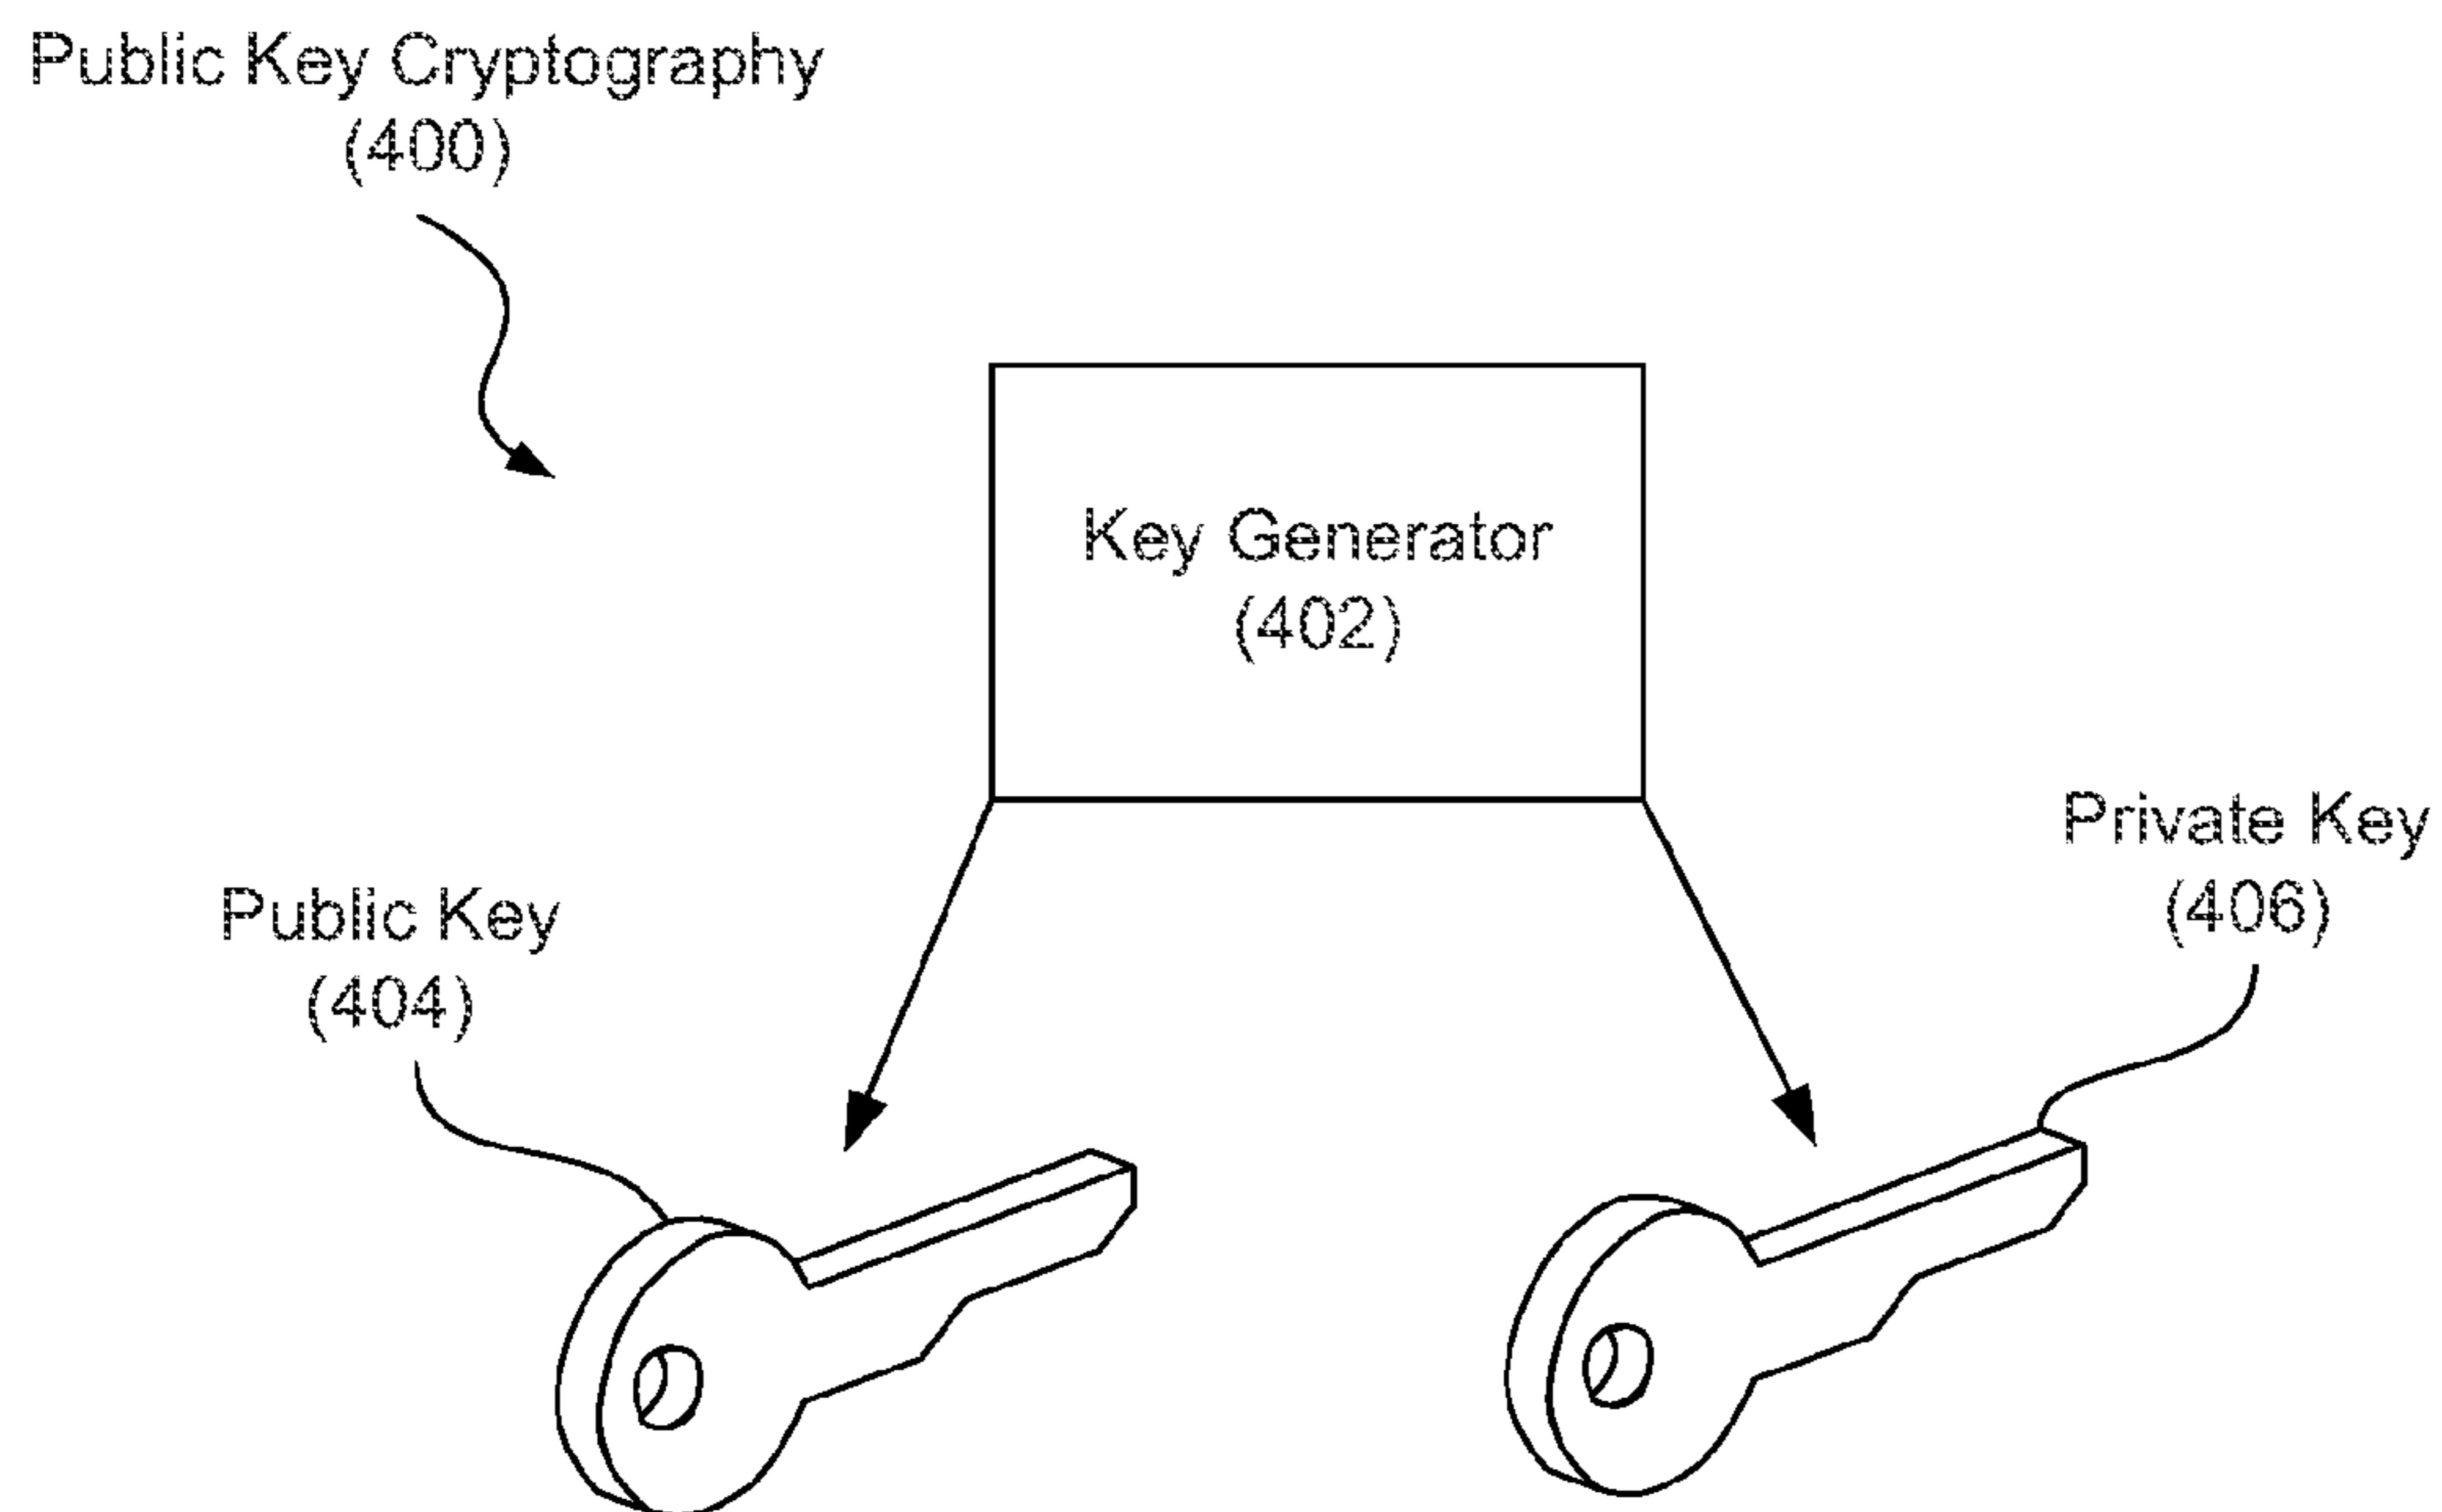 Public Key Cryptography
(400)
Key Generator
(402)
Private Key
(406)
Public Key
(404)